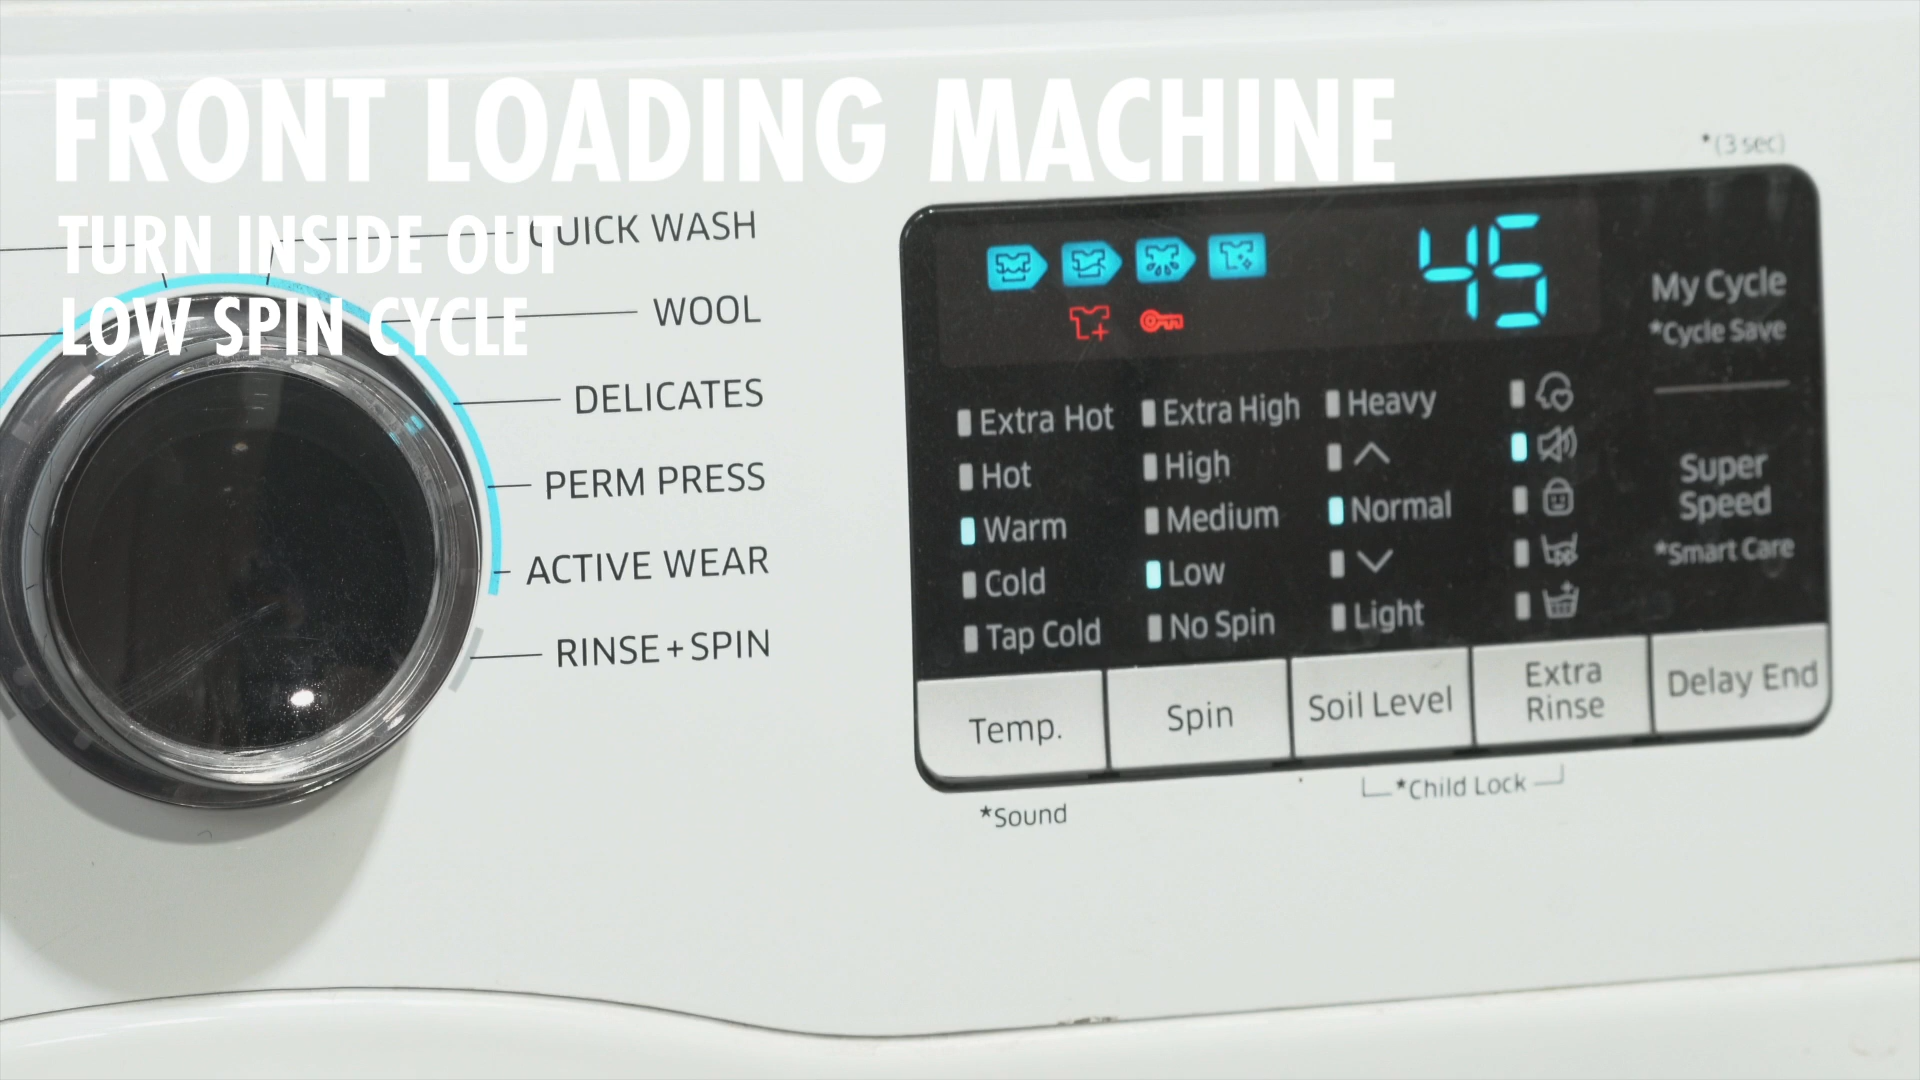 FRONT LOADING MACHINE
TURN INSIDE OUT
LOW SPIN CYCLE
QUICK WASH
WOOL
DELICATES
PERM PRESS
ACTIVE WEAR
RINSE+SPIN
*(3 sec)
45
My Cycle
*Cycle Save
Super
Speed
*Smart Care
Extra Hot
Hot
Warm
Cold
Tap Cold
Extra High
High
Medium
Low
No Spin
Heavy
Normal
Light
Temp.
Spin
Soil Level
Extra
Rinse
Delay End
*Sound
*Child Lock